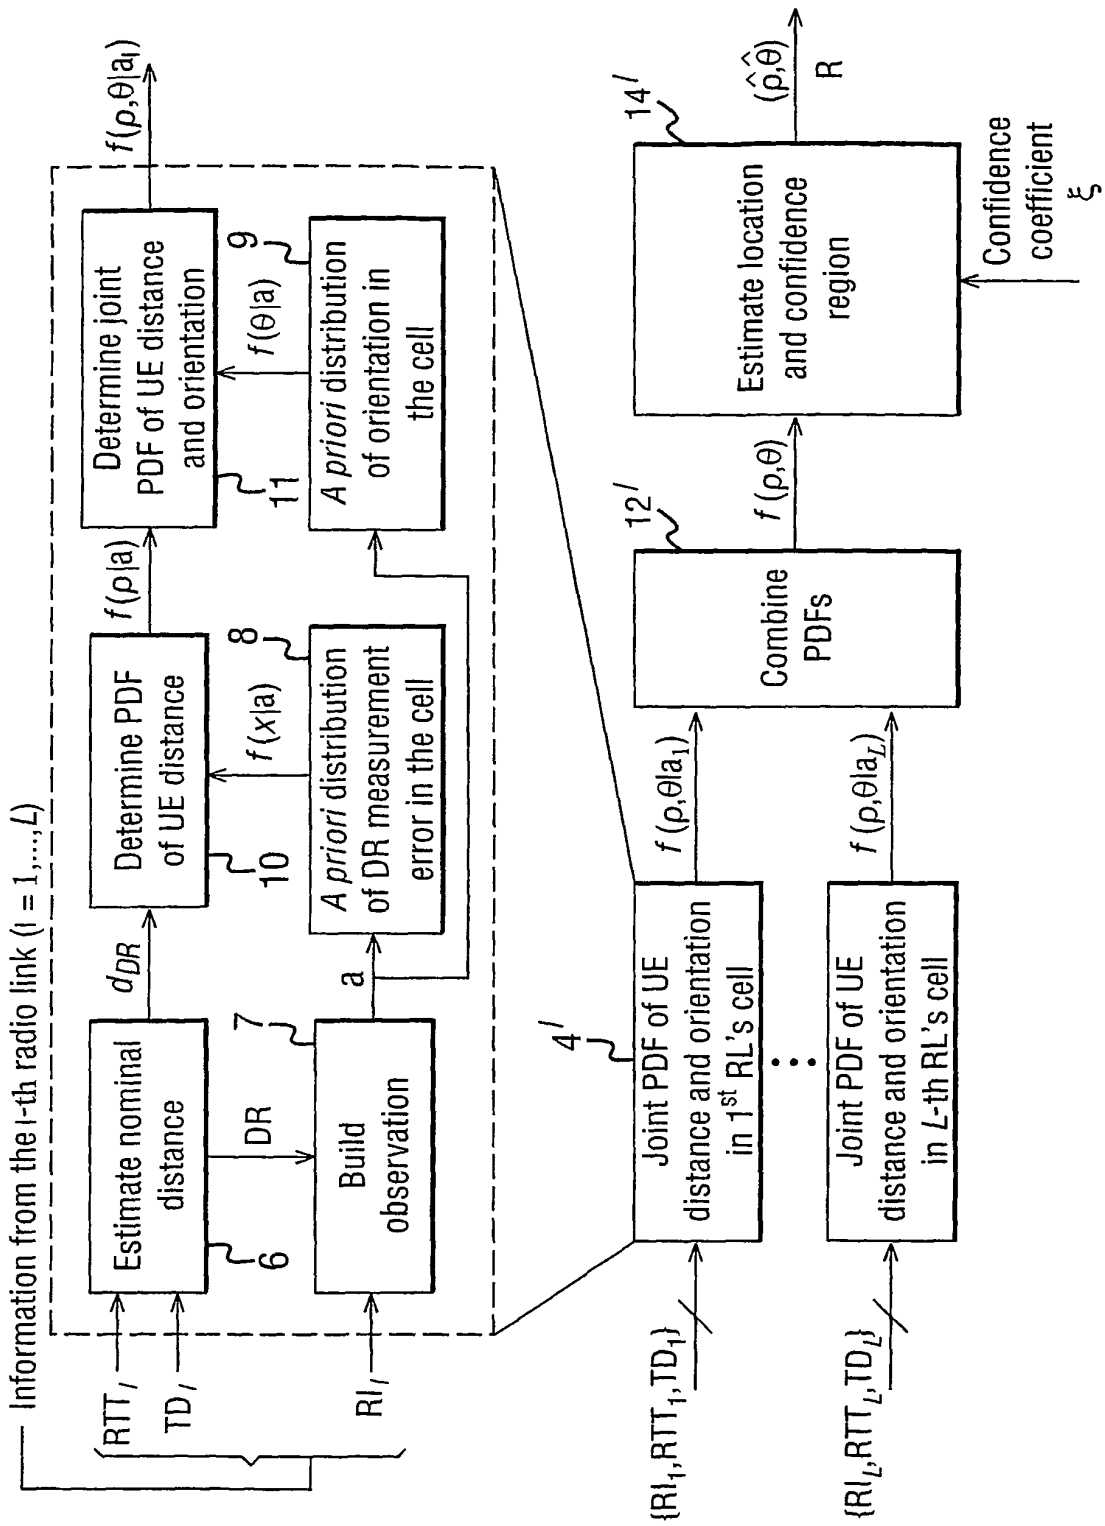 Information from the l-th radio link (l = 1,...,L)
RTT_l
TD_l
RI_l
Estimate nominal
distance
6
d_DR
DR
Build
observation
7
a
Determine PDF
of UE distance
10
f(x|a)
A priori distribution
of DR measurement
error in the cell
8
f(ρ|a)
Determine joint
PDF of UE distance
and orientation
11
f(θ|a)
A priori distribution
of orientation in
the cell
9
f(ρ,θ|a_l)
{RI_1,RTT_1,TD_1}
{RI_L,RTT_L,TD_L}
4'
Joint PDF of UE
distance and orientation
in 1st RL's cell
Joint PDF of UE
distance and orientation
in L-th RL's cell
f(ρ,θ|a_1)
f(ρ,θ|a_L)
Combine
PDFs
12'
f(ρ,θ)
Estimate location
and confidence
region
14'
(ρ̂,θ̂)
R
Confidence
coefficient
ξ